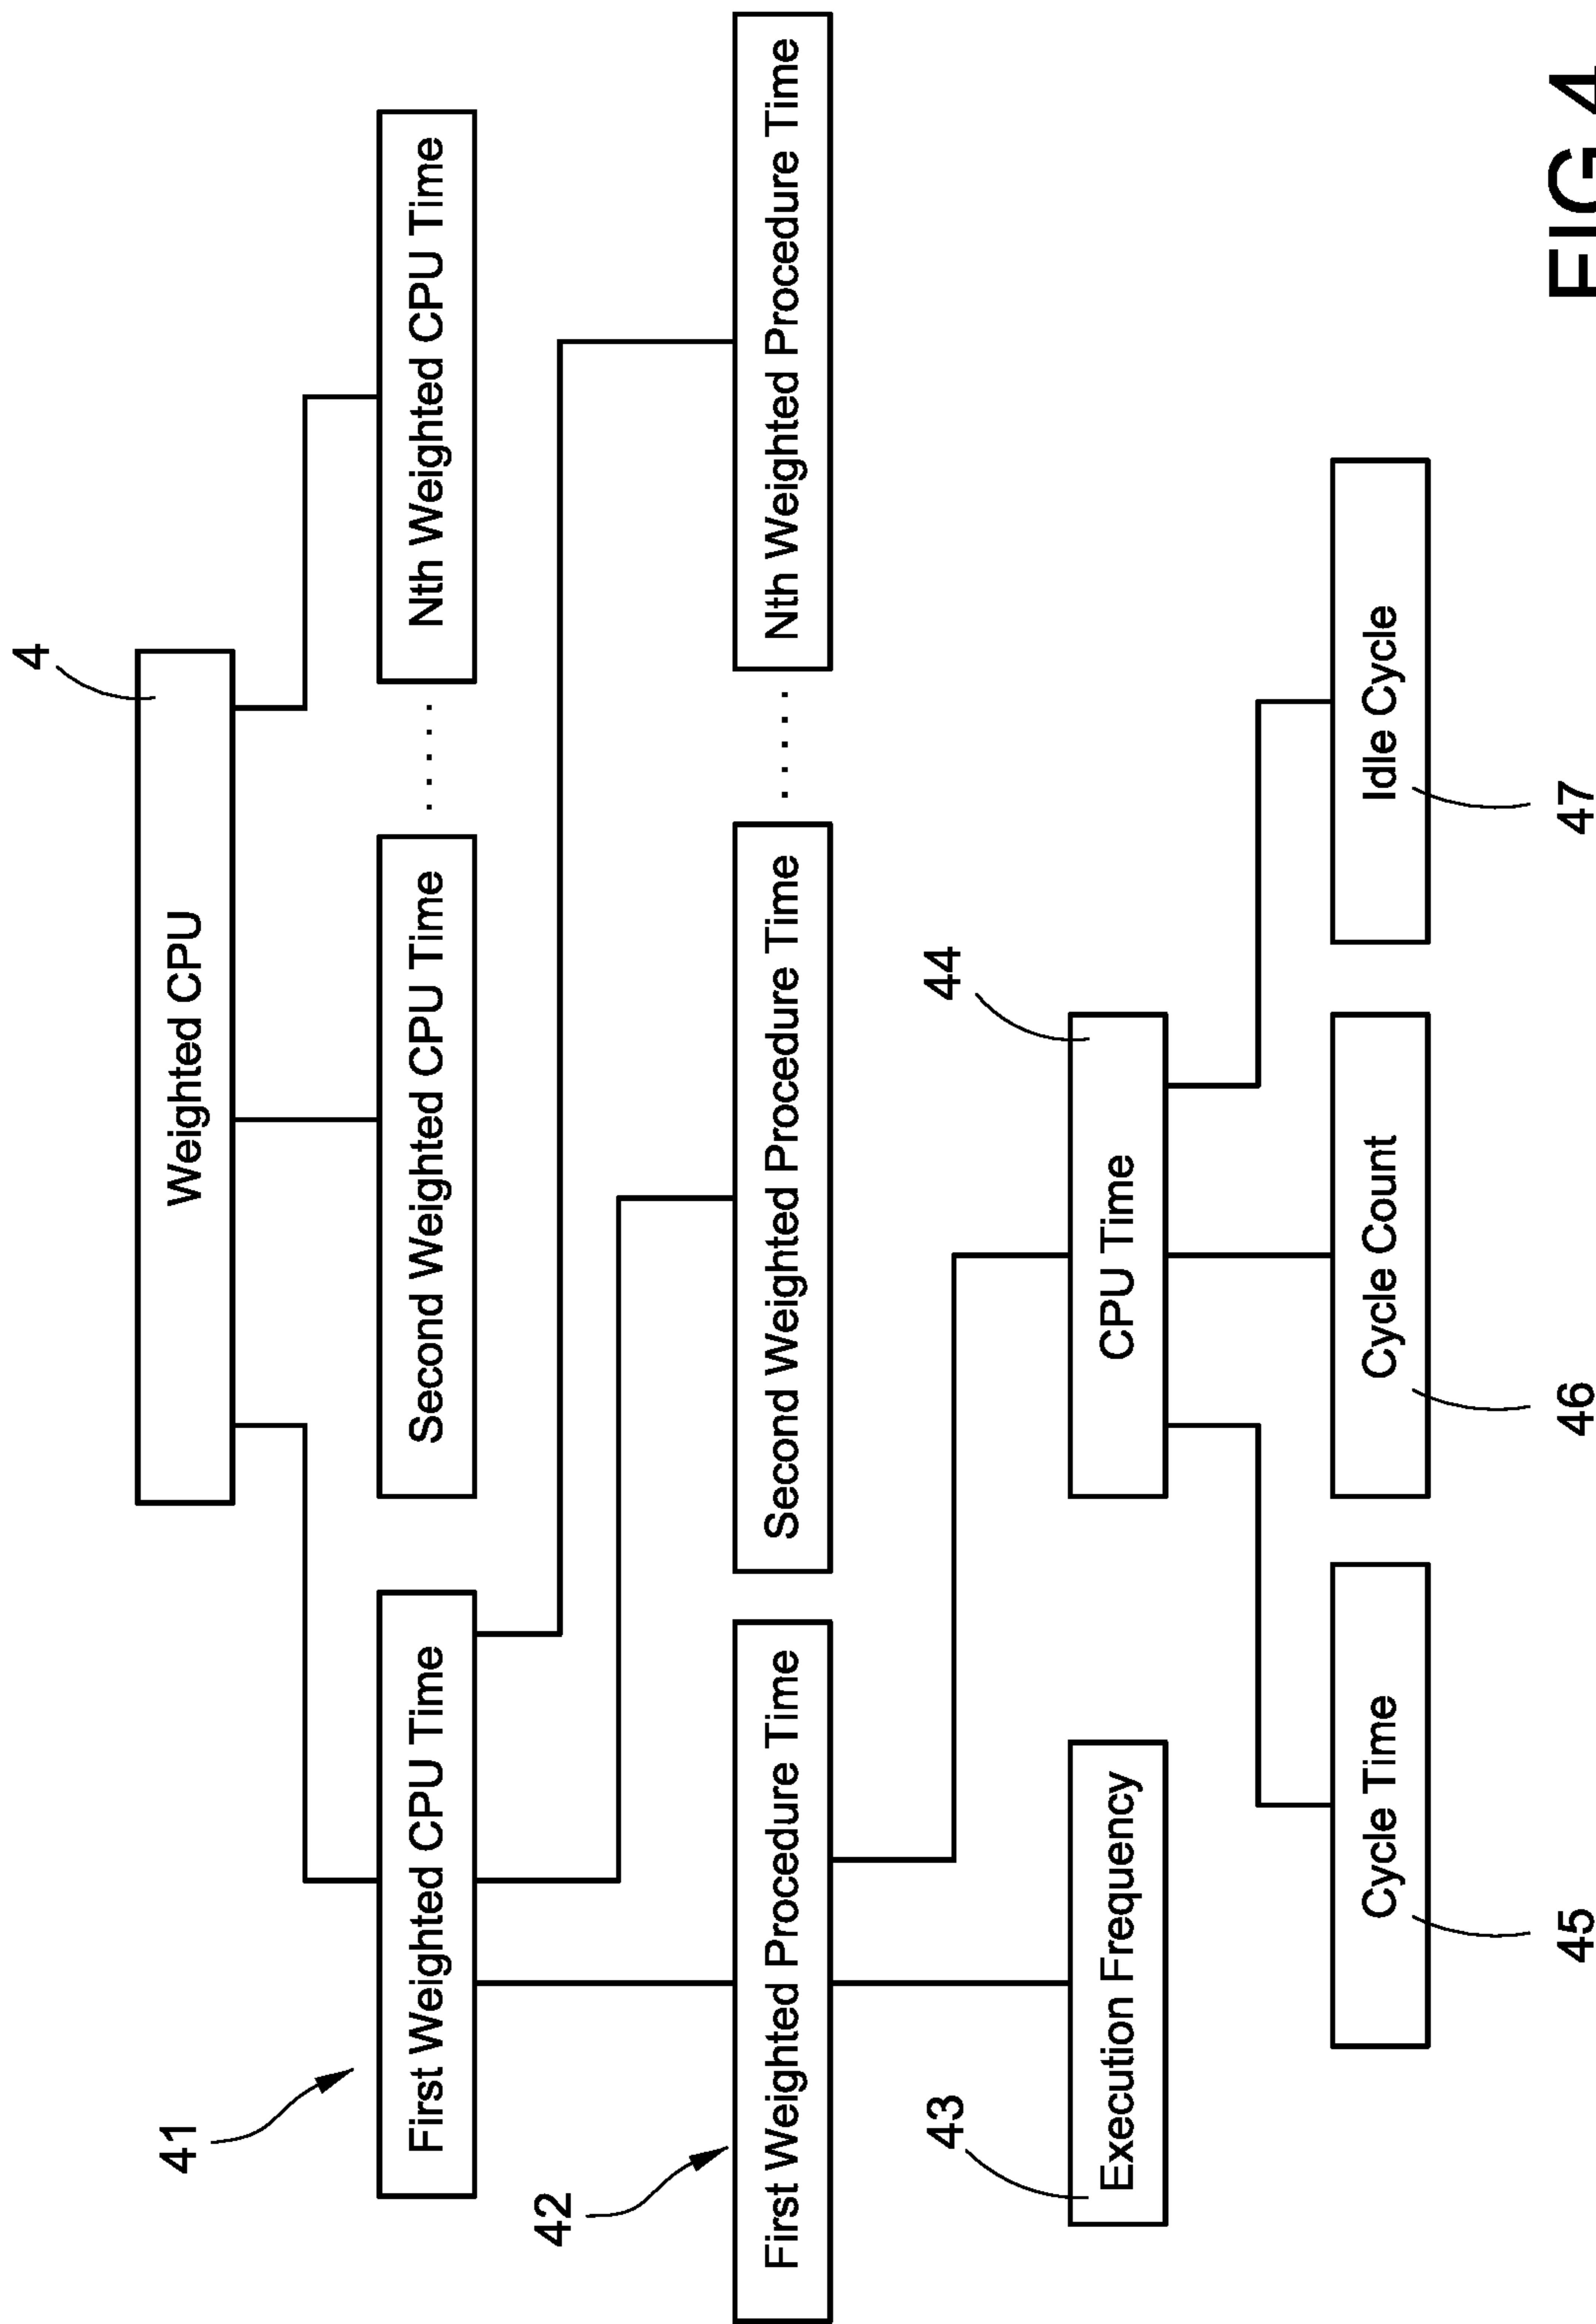 4
Weighted CPU
41
First Weighted CPU Time
Second Weighted CPU Time
.....
Nth Weighted CPU Time
42
First Weighted Procedure Time
Second Weighted Procedure Time
.....
Nth Weighted Procedure Time
43
Execution Frequency
44
CPU Time
Cycle Time
Cycle Count
Idle Cycle
45
46
47
FIG 4